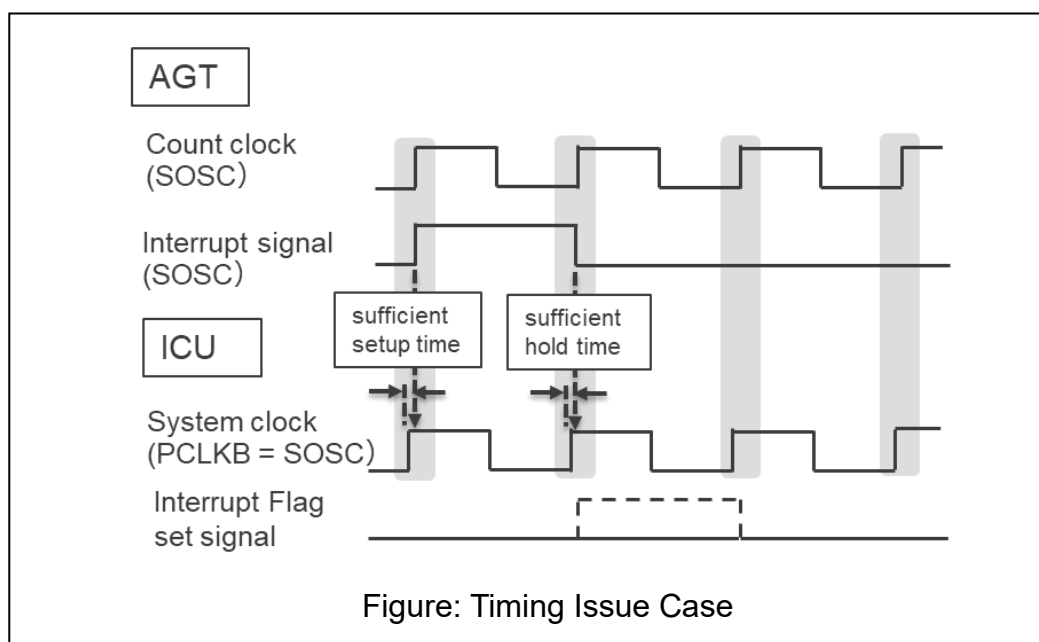 AGT
Count clock
(SOSC)
Interrupt signal
(SOSC)
sufficient
setup time
sufficient
hold time
ICU
System clock
(PCLKB = SOSC)
Interrupt Flag
set signal
Figure: Timing Issue Case